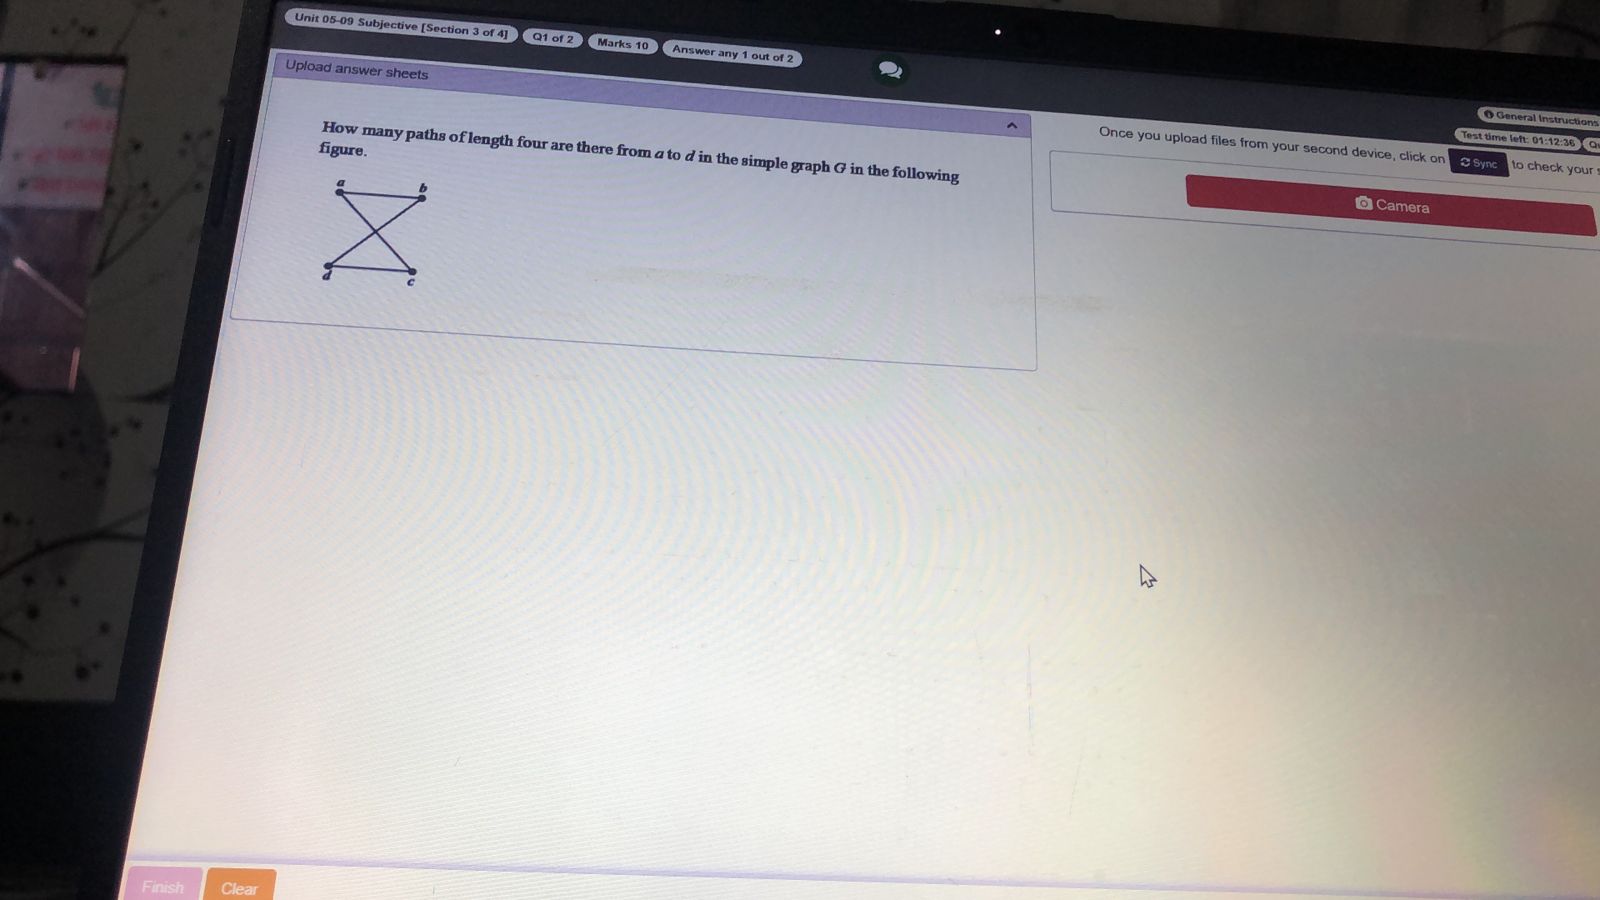 Unit 05-09 Subjective [Section 3 of 4] Q1 of 2 Marks 10 Answer any 1 out of 2
General Instructions
Test time left: 01:12:36
Upload answer sheets
Once you upload files from your second device, click on Sync to check your
Camera
How many paths of length four are there from a to d in the simple graph G in the following
figure.
a b
d c
Finish Clear